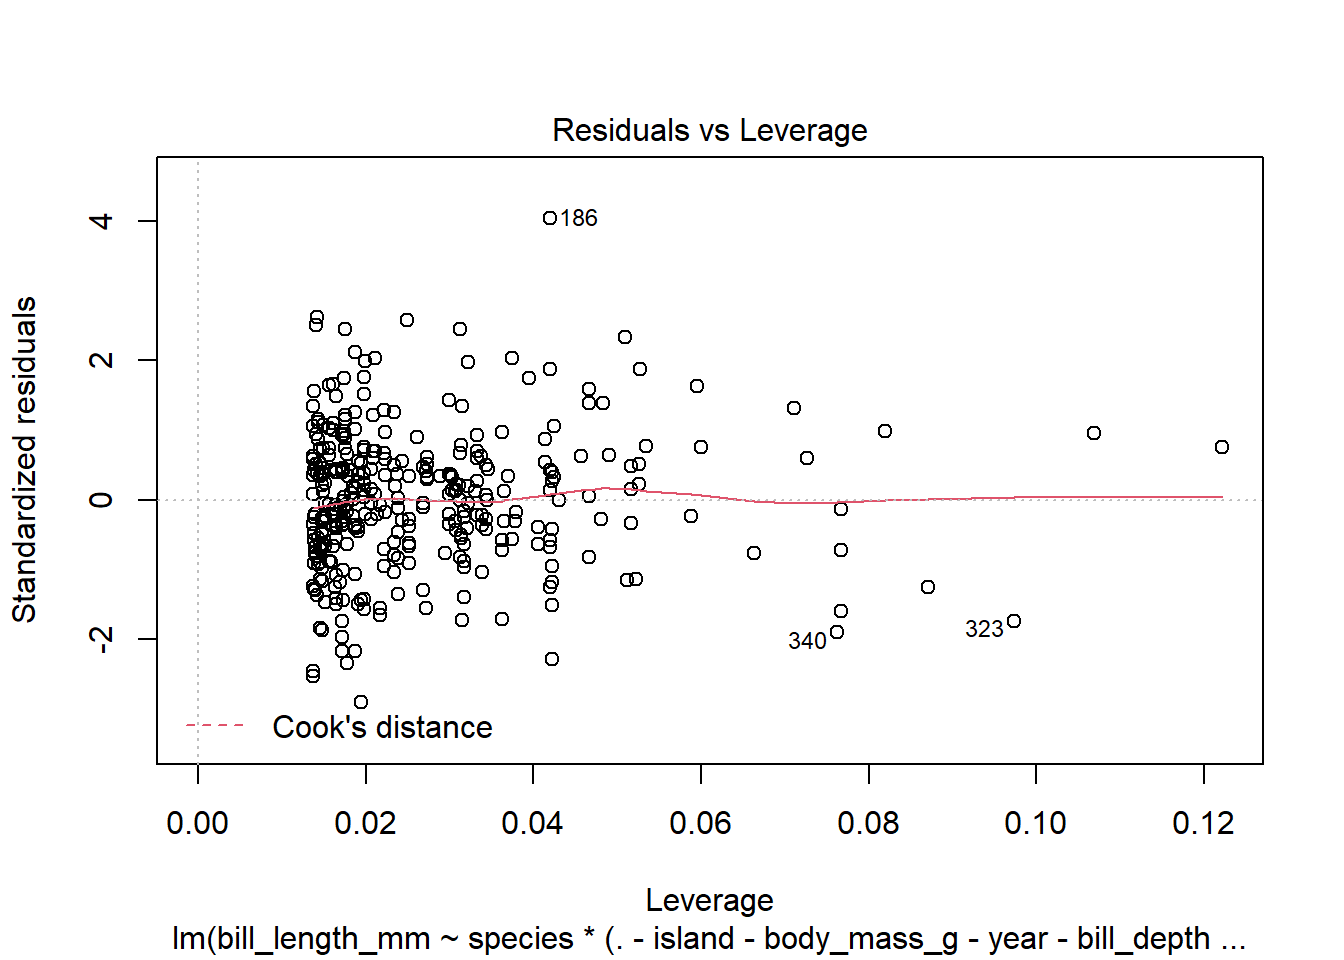 Residuals vs Leverage
Standardized residuals
4
2
0
-2
186
340
323
Cook's distance
0.00 0.02 0.04 0.06 0.08 0.10 0.12
Leverage
lm(bill_length_mm ~ species * (. - island - body_mass_g - year - bill_depth ...